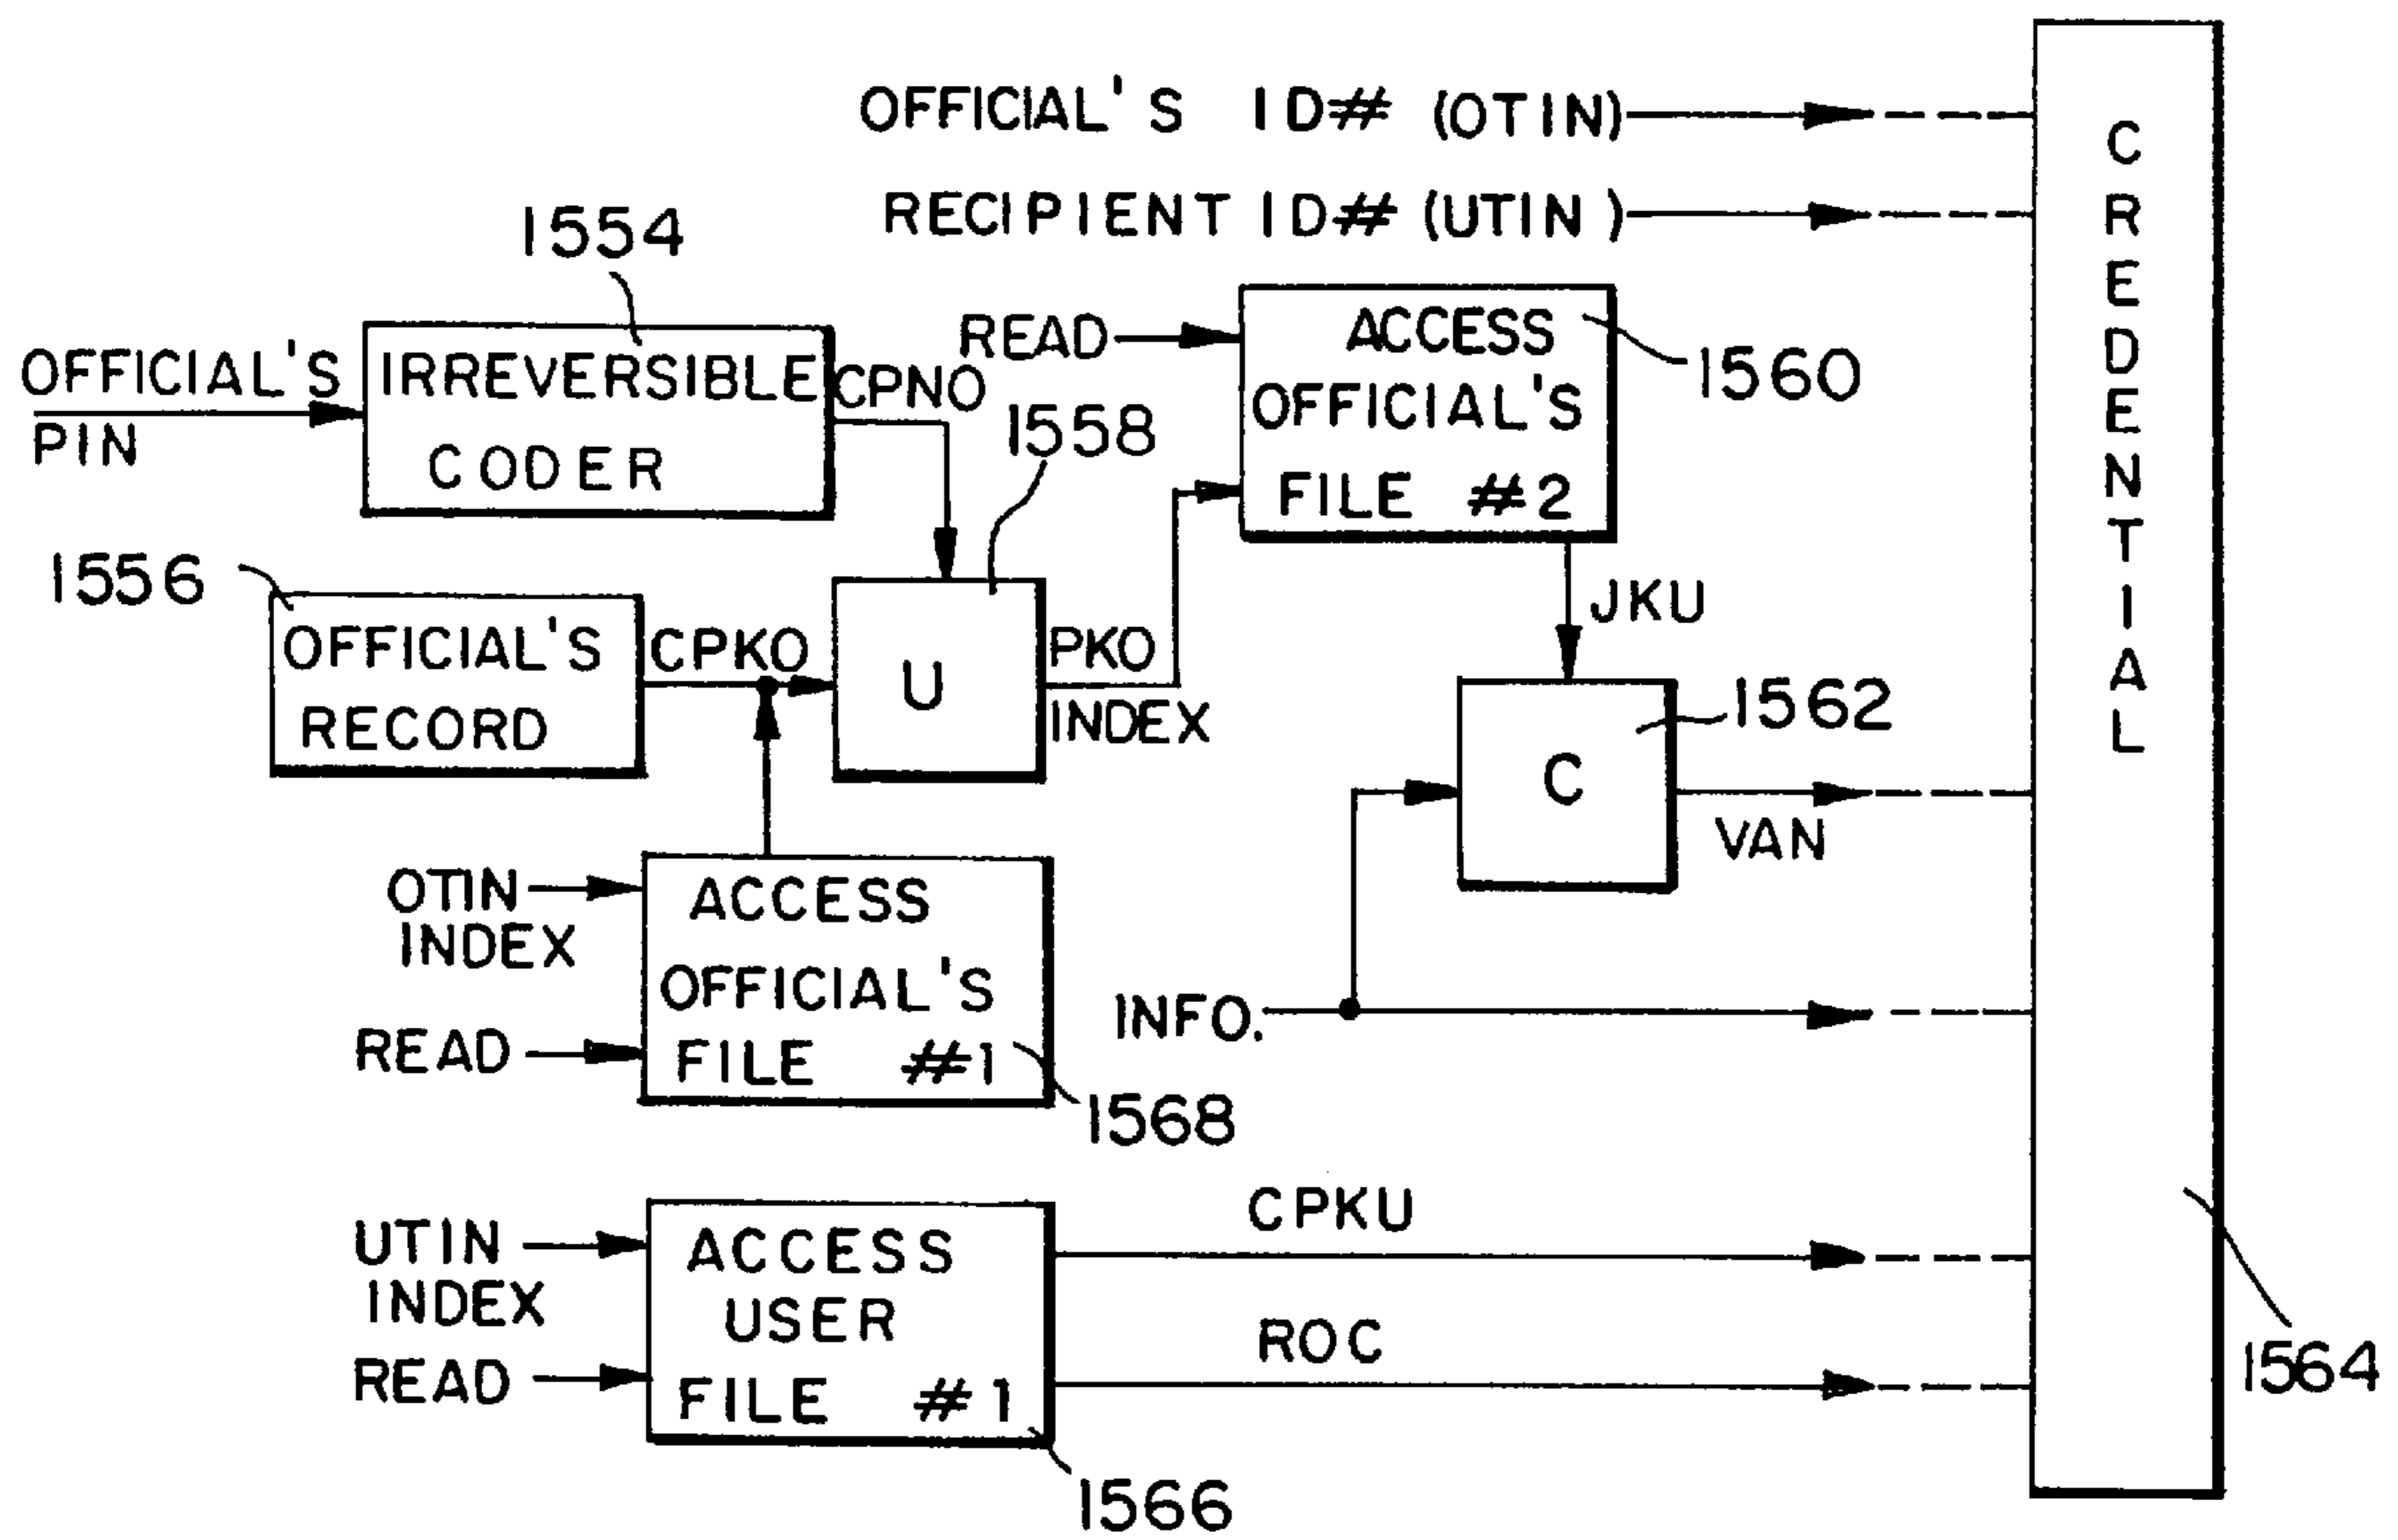 OFFICIAL'S ID# (OTIN)
RECIPIENT ID# (UTIN)
1554
READ
ACCESS
OFFICIAL'S
FILE #2
1560
OFFICIAL'S
PIN
IRREVERSIBLE
CODER
CPNO
1558
1556
OFFICIAL'S
RECORD
CPKO
U
PKO
INDEX
JKU
1562
C
VAN
OTIN
INDEX
READ
ACCESS
OFFICIAL'S
FILE #1
1568
INFO.
UTIN
INDEX
READ
ACCESS
USER
FILE #1
1566
CPKU
ROC
CREDENTIAL
1564